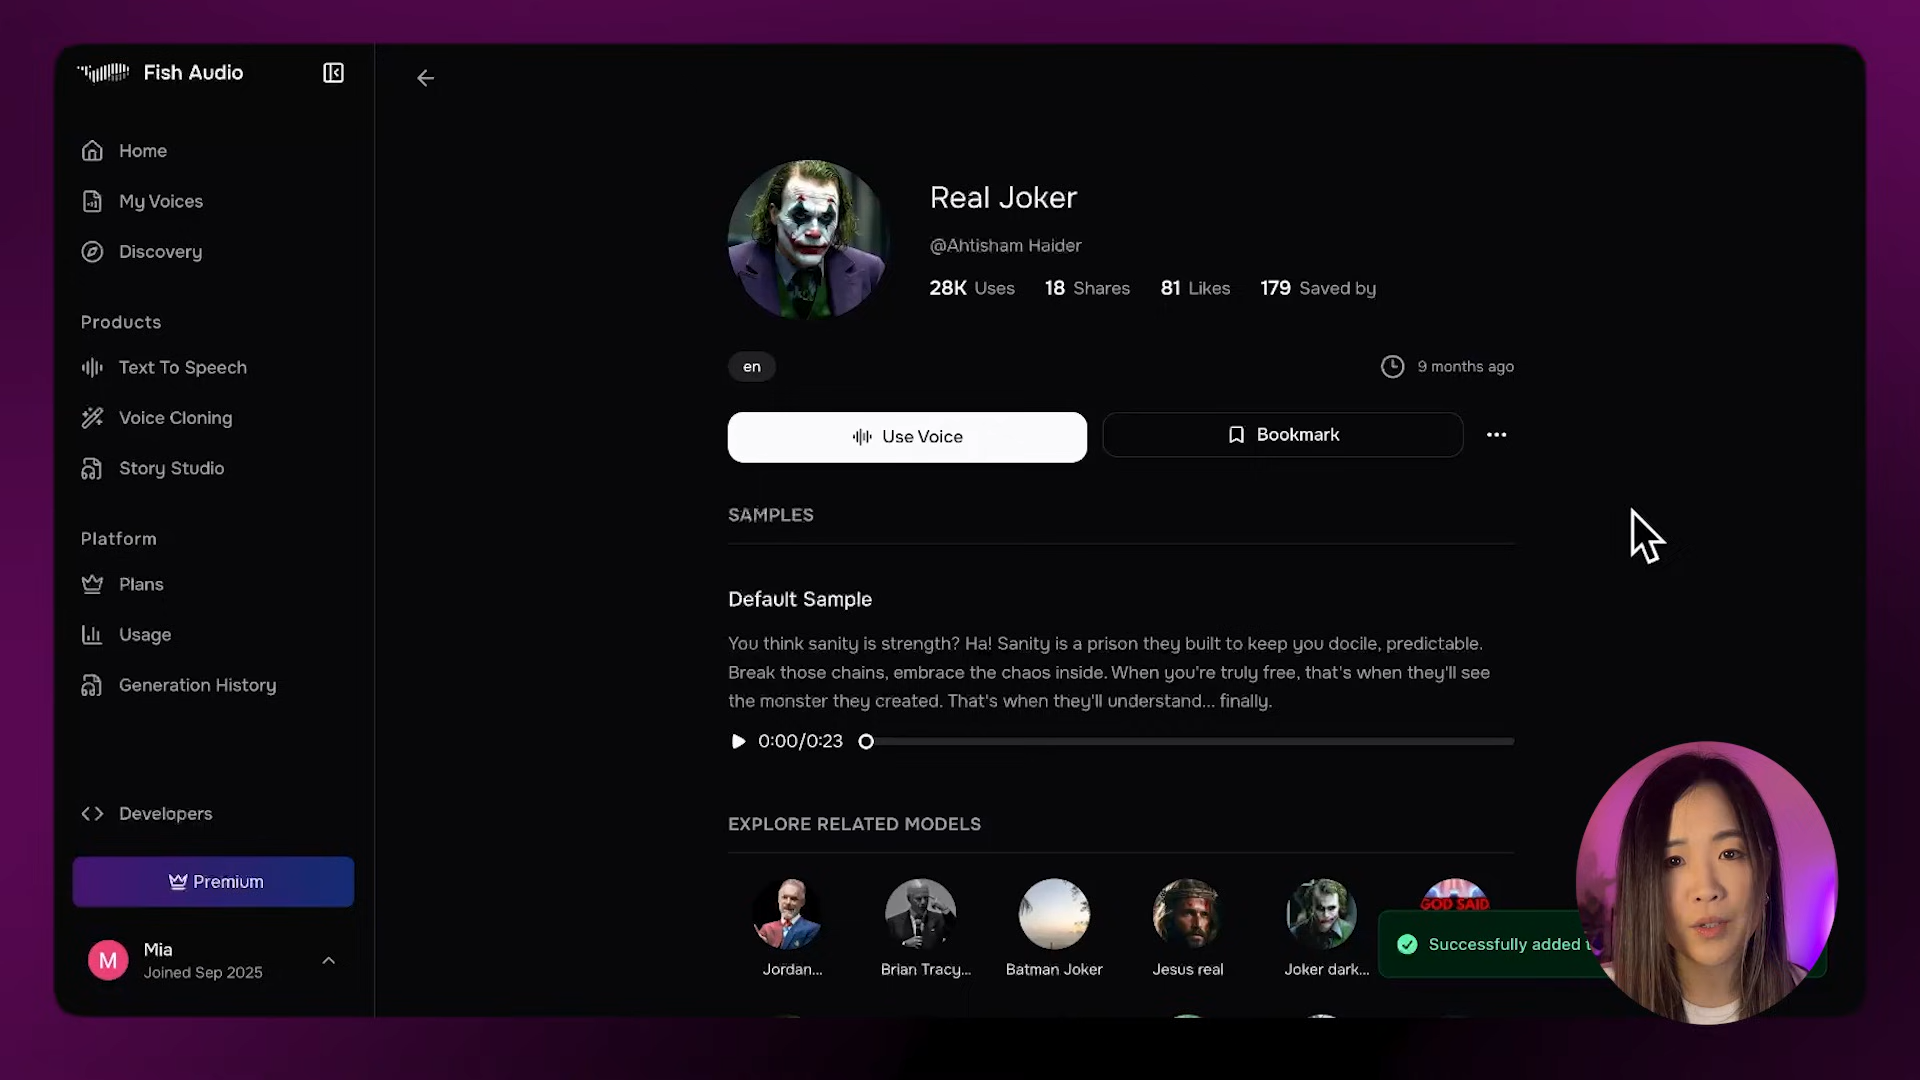 Fish Audio
Home
My Voices
Discovery
Products
Text To Speech
Voice Cloning
Story Studio
Platform
Plans
Usage
Generation History
Developers
Premium
M
Mia
Joined Sep 2025
Real Joker
@Ahtisham Haider
28K Uses 18 Shares 81 Likes 179 Saved by
en
9 months ago
Use Voice
Bookmark
SAMPLES
Default Sample
You think sanity is strength? Ha! Sanity is a prison they built to keep you docile, predictable.
Break those chains, embrace the chaos inside. When you're truly free, that's when they'll see
the monster they created. That's when they'll understand... finally.
0:00/0:23
EXPLORE RELATED MODELS
GOD SAID
Jordan...
Brian Tracy...
Batman Joker
Jesus real
Joker dark...
Successfully added